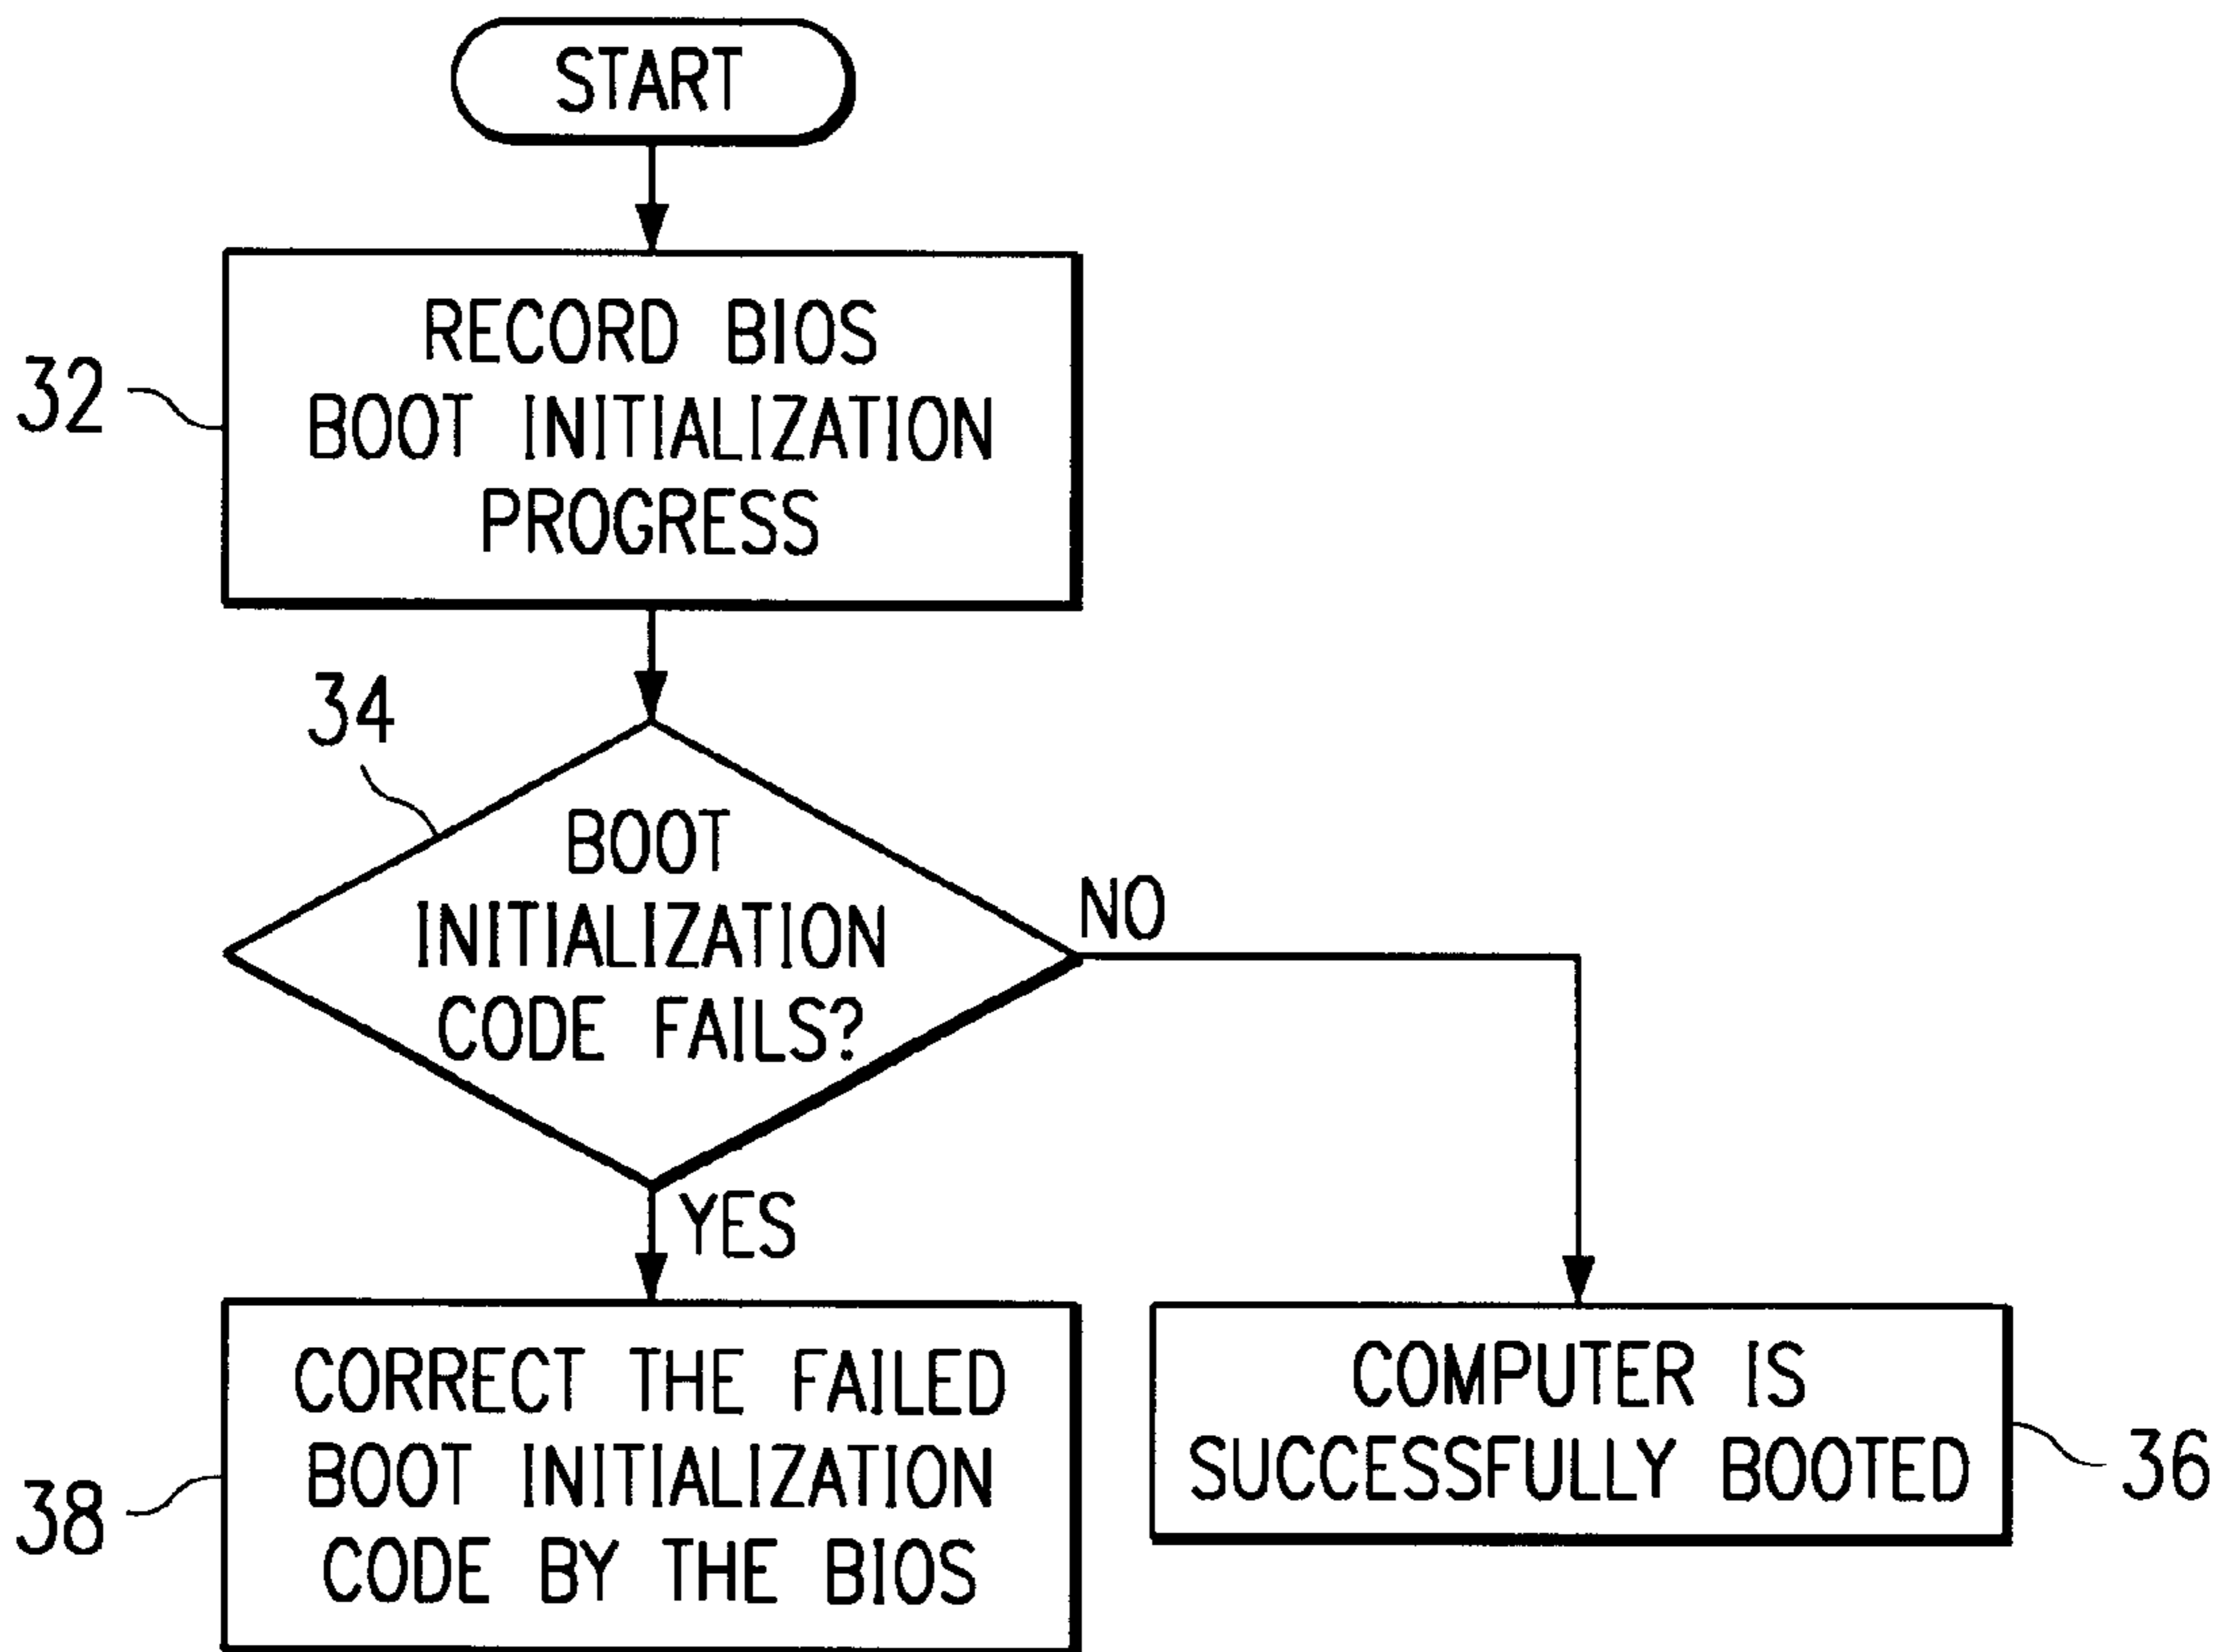 START
RECORD BIOS
BOOT INITIALIZATION
PROGRESS
32
34
BOOT
INITIALIZATION
CODE FAILS?
NO
YES
CORRECT THE FAILED
BOOT INITIALIZATION
CODE BY THE BIOS
38
COMPUTER IS
SUCCESSFULLY BOOTED
36